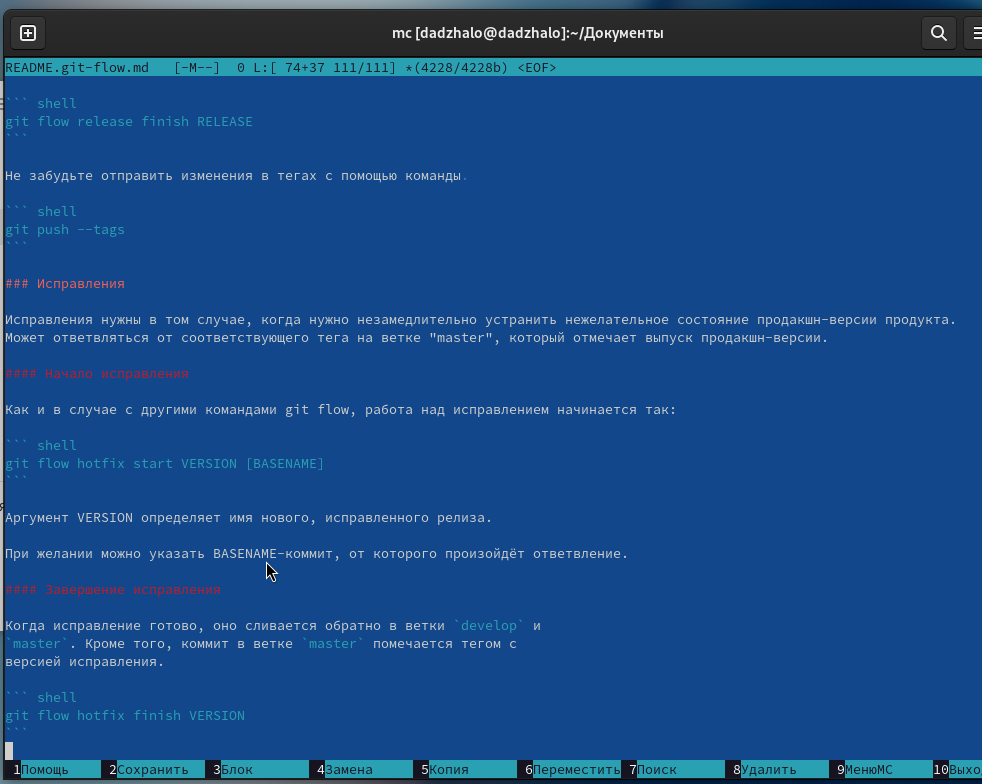 mc [dadzhalo@dadzhalo]:~/Документы
README.git-flow.md [-M--] 0 L:[ 74+37 111/111] *(4228/4228b) <EOF>
``` shell
git flow release finish RELEASE
```
Не забудьте отправить изменения в тегах с помощью команды.
``` shell
git push --tags
```
### Исправления
Исправления нужны в том случае, когда нужно незамедлительно устранить нежелательное состояние продакшн-версии продукта.
Может ответвляться от соответствующего тега на ветке "master", который отмечает выпуск продакшн-версии.
#### Начало исправления
Как и в случае с другими командами git flow, работа над исправлением начинается так:
``` shell
git flow hotfix start VERSION [BASENAME]
```
Аргумент VERSION определяет имя нового, исправленного релиза.
При желании можно указать BASENAME-коммит, от которого произойдёт ответвление.
#### Завершение исправления
Когда исправление готово, оно сливается обратно в ветки `develop` и
`master`. Кроме того, коммит в ветке `master` помечается тегом с
версией исправления.
``` shell
git flow hotfix finish VERSION
```
1Помощь 2Сохранить 3Блок 4Замена 5Копия 6Переместить 7Поиск 8Удалить 9МенюMC 10Выхо